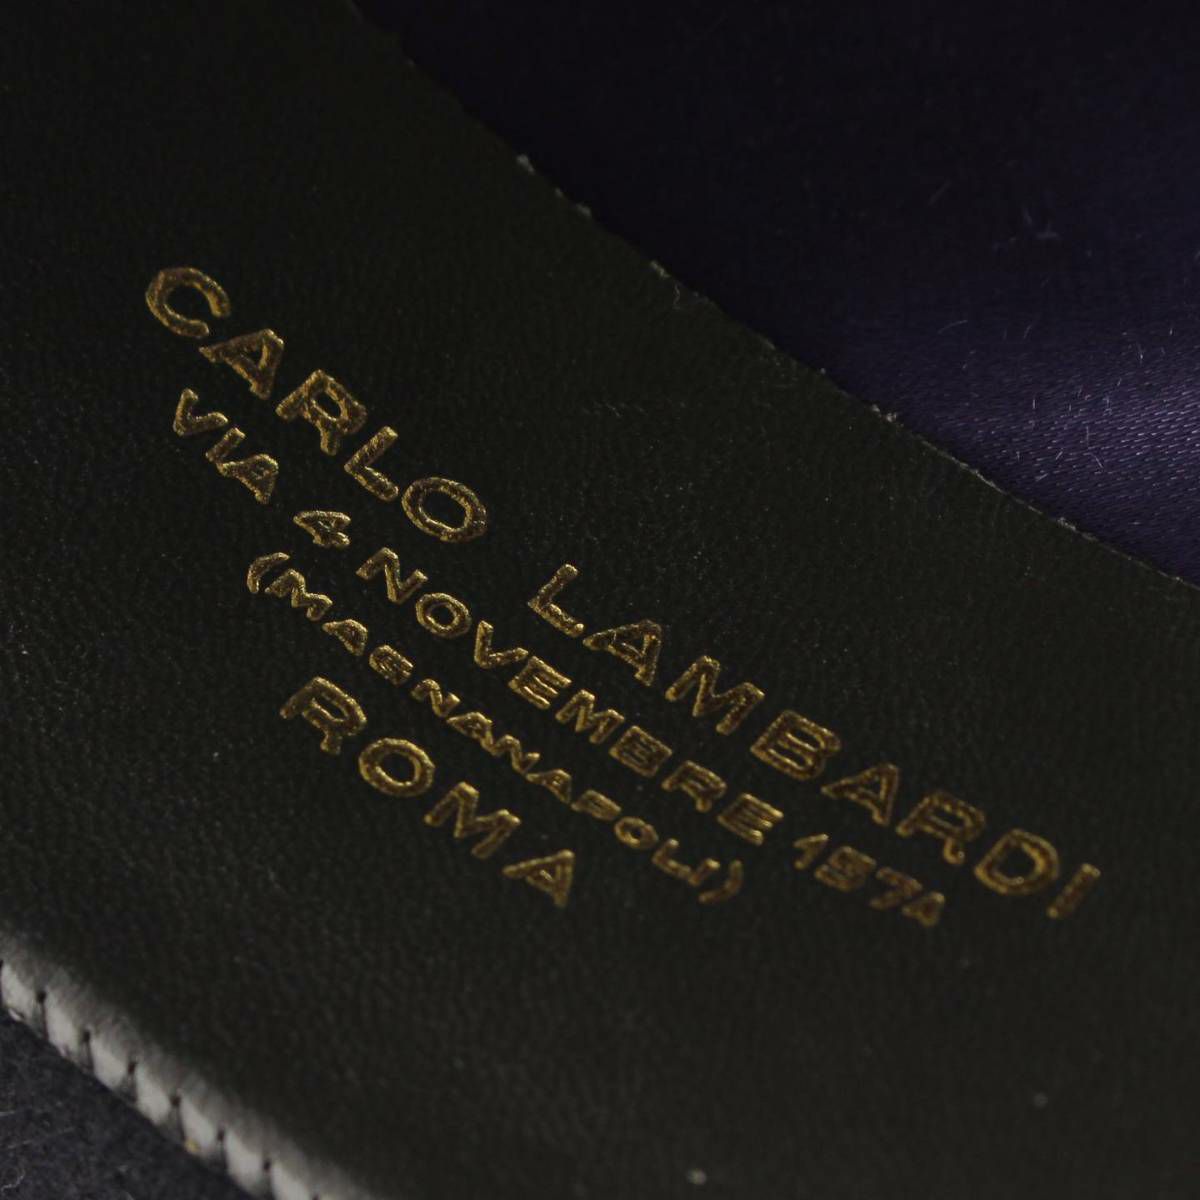 CARLO LAMBARDI
VIA 4 NOVEMBRE 157A
(MAGNANAPOLI)
ROMA